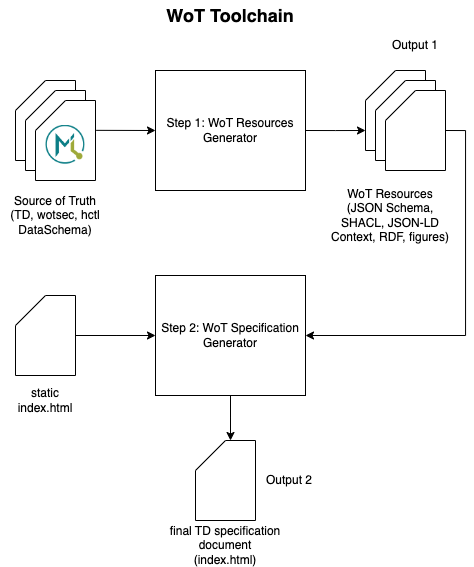 WoT Toolchain
Output 1
Step 1: WoT Resources
Generator
Source of Truth
(TD, wotsec, hctl
DataSchema)
WoT Resources
(JSON Schema,
SHACL, JSON-LD
Context, RDF, figures)
Step 2: WoT Specification
Generator
static
index.html
Output 2
final TD specification
document
(index.html)